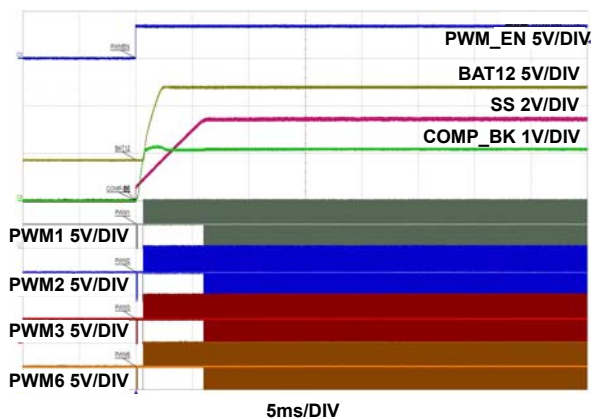 PWM_EN 5V/DIV
BAT12 5V/DIV
SS 2V/DIV
COMP_BK 1V/DIV
BAT12
PWM1 5V/DIV
PWM2 5V/DIV
PWM3 5V/DIV
PWM6 5V/DIV
5ms/DIV